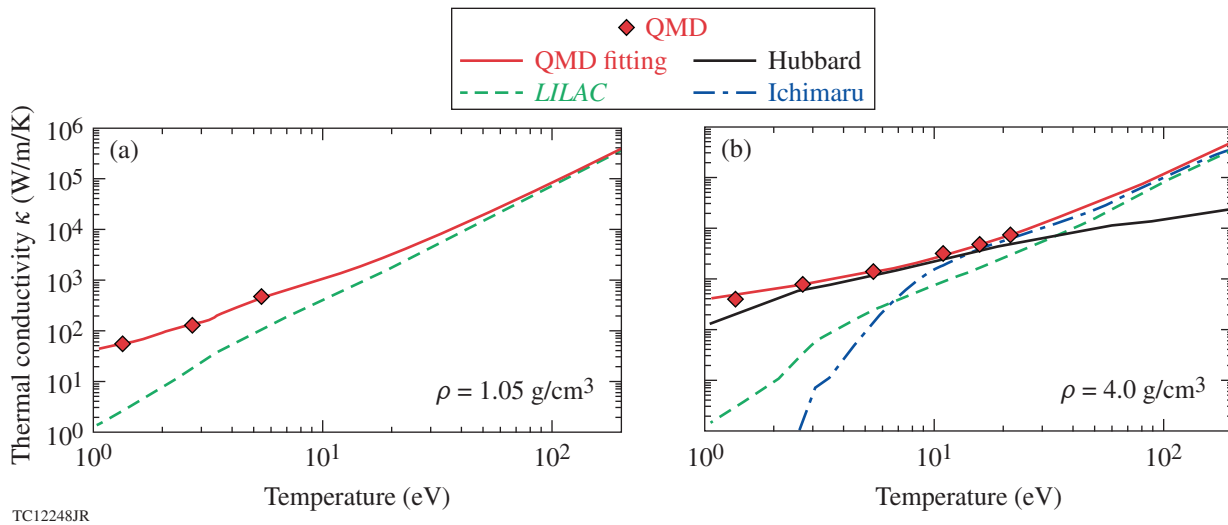 QMD
QMD fitting
Hubbard
LILAC
Ichimaru
Thermal conductivity κ (W/m/K)
10⁶
10⁵
10⁴
10³
10²
10¹
10⁰
(a)
ρ = 1.05 g/cm³
10⁰ 10¹ 10²
Temperature (eV)
(b)
ρ = 4.0 g/cm³
10⁰ 10¹ 10²
Temperature (eV)
TC12248JR